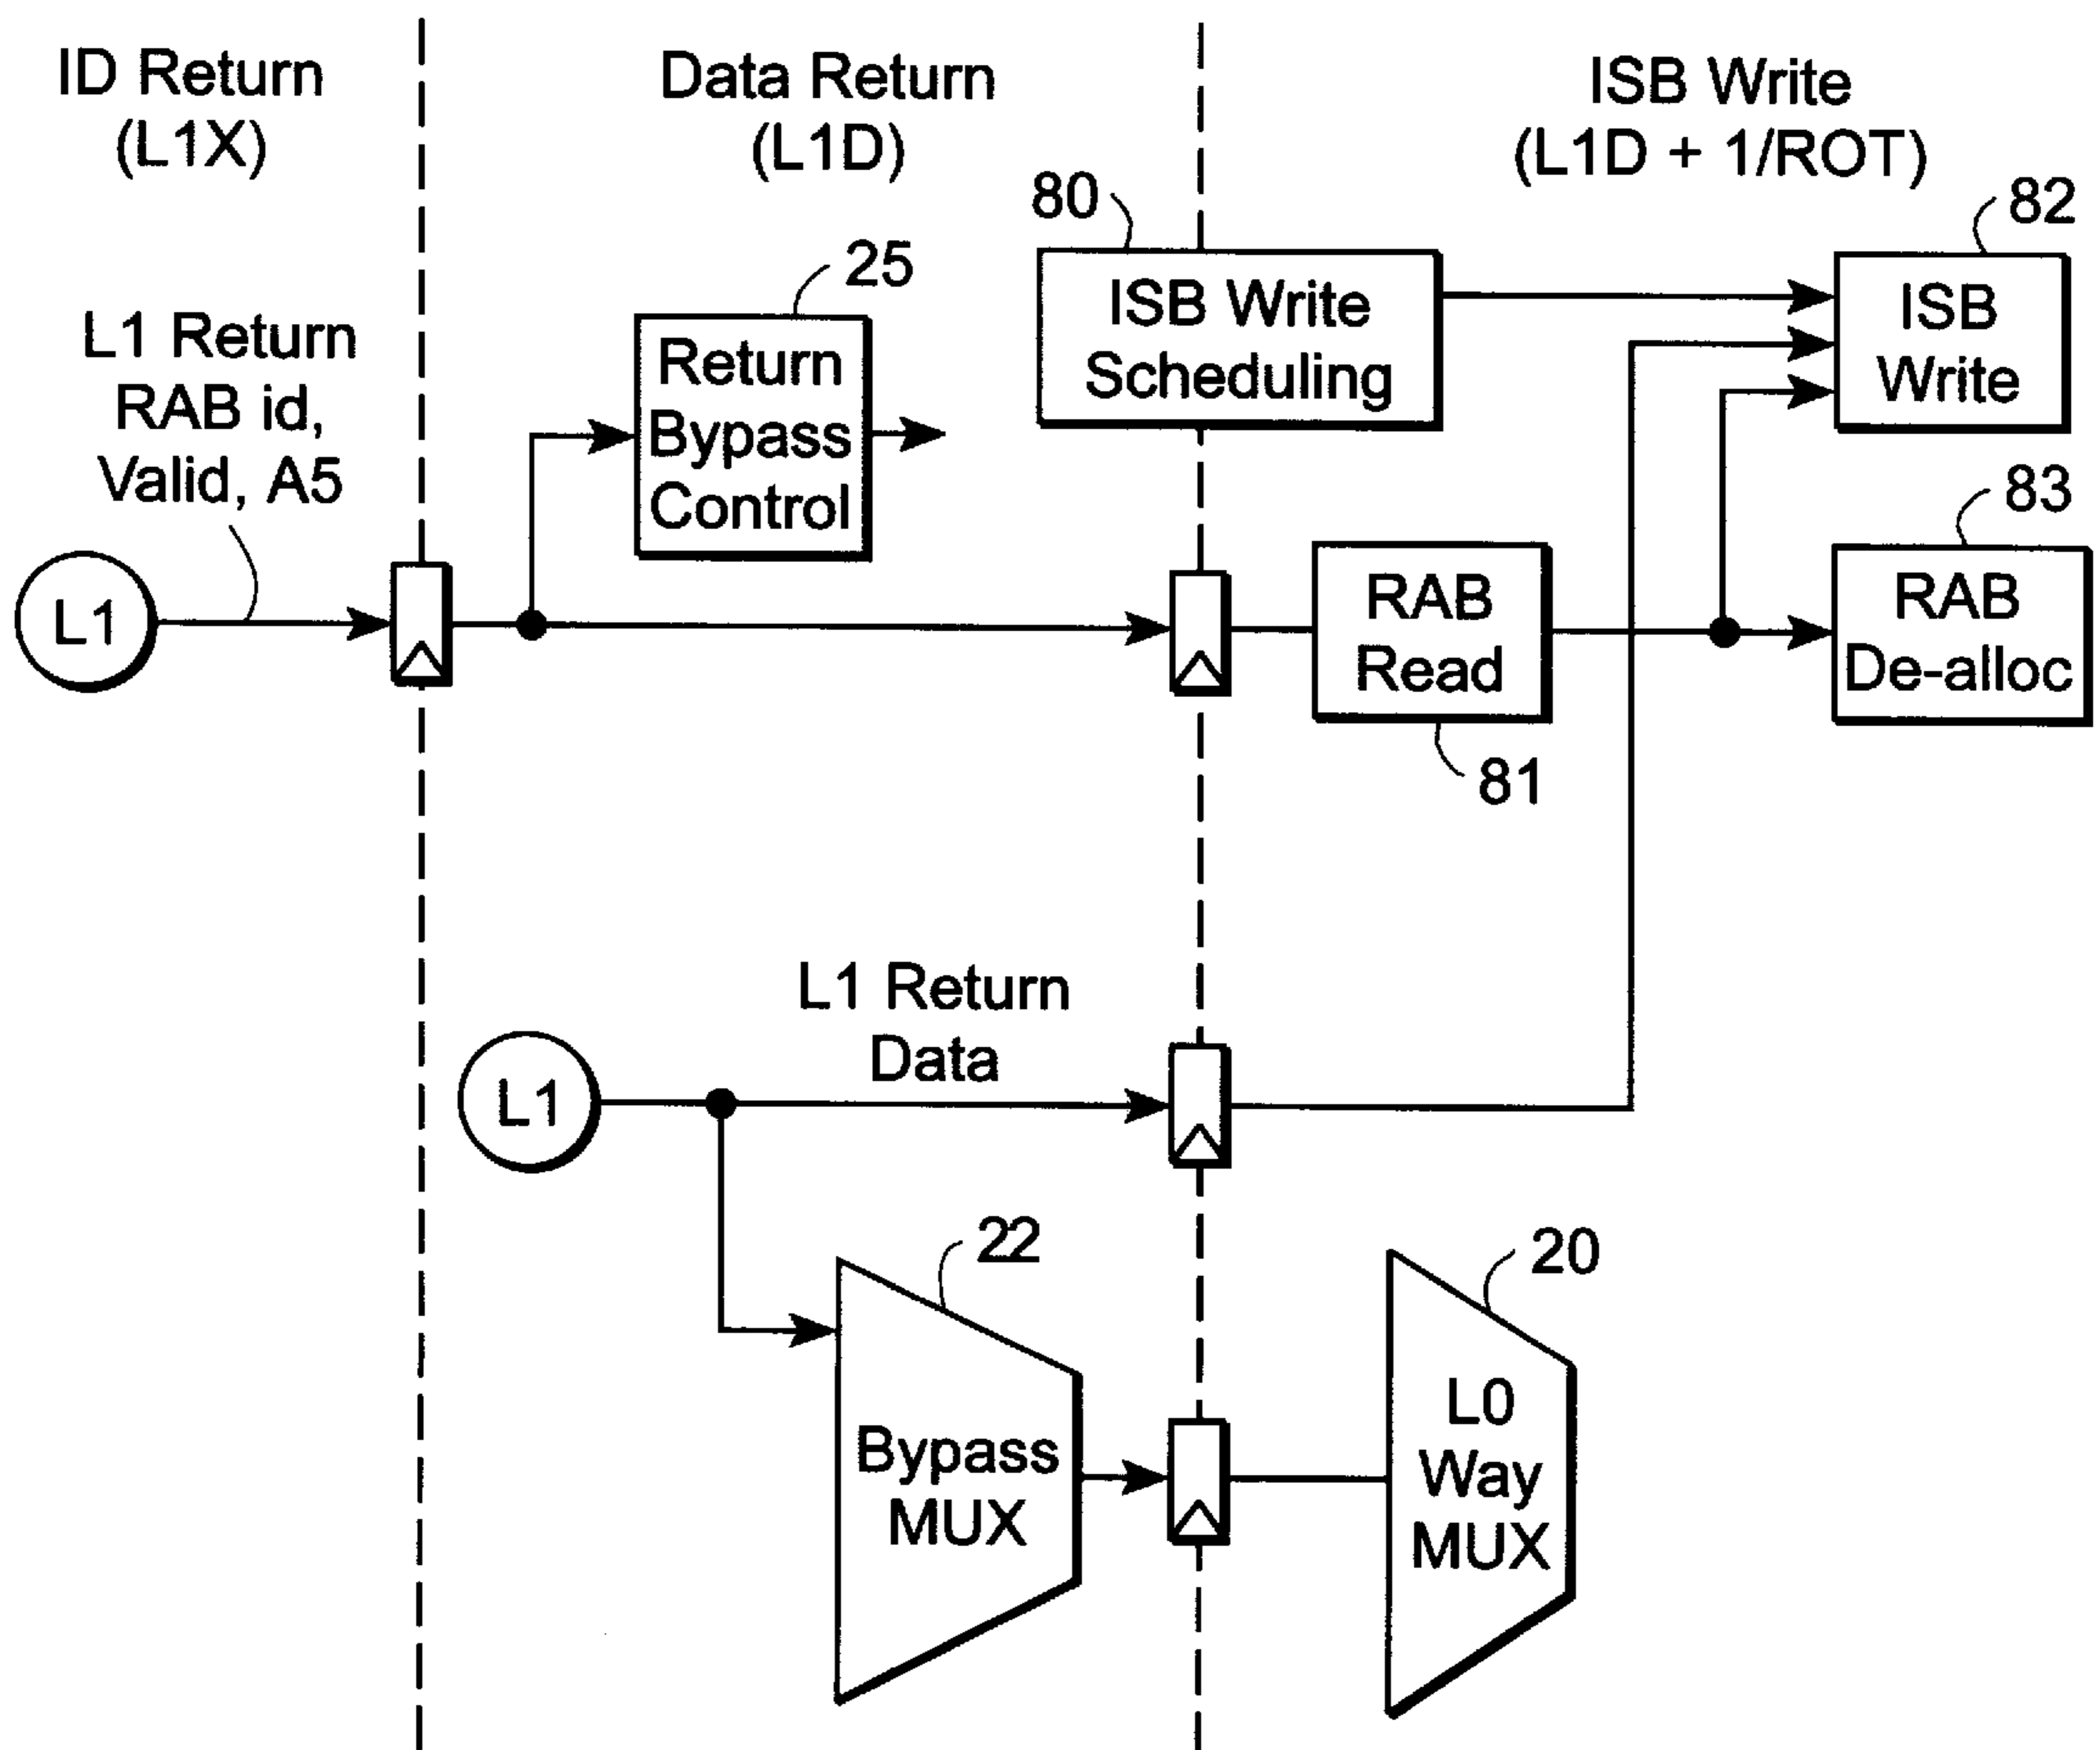 ID Return
(L1X)
Data Return
(L1D)
ISB Write
(L1D + 1/ROT)
80
82
25
ISB Write
Scheduling
ISB
Write
L1 Return
RAB id,
Valid, A5
Return
Bypass
Control
83
L1
RAB
Read
RAB
De-alloc
81
L1 Return
Data
L1
22
20
Bypass
MUX
L0
Way
MUX